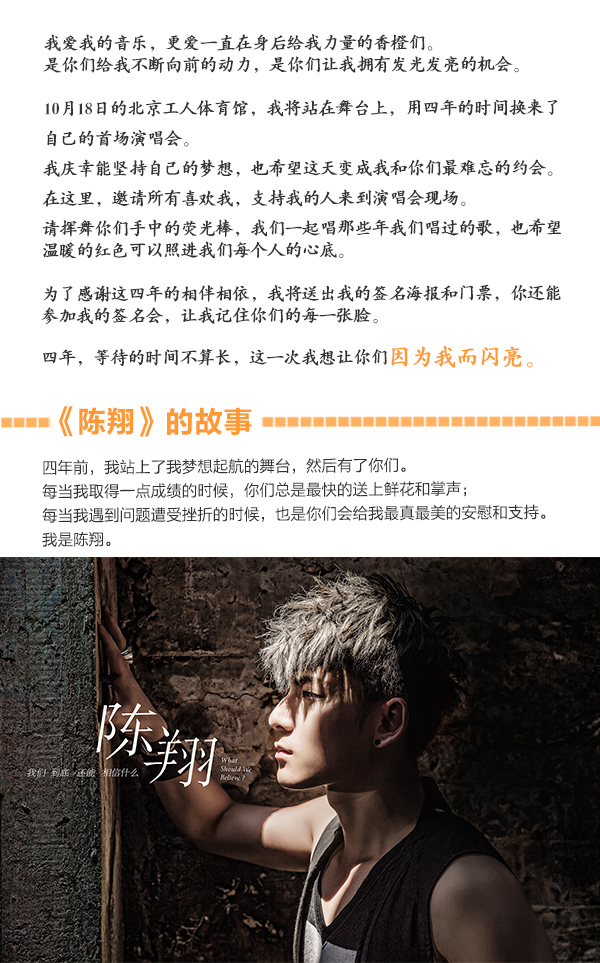 我爱我的音乐，更爱一直在身后给我力量的香橙们。
是你们给我不断向前的动力，是你们让我拥有发光发亮的机会。
10月18日的北京工人体育馆，我将站在舞台上，用四年的时间换来了
自己的首场演唱会。
我庆幸能坚持自己的梦想，也希望这天变成我和你们最难忘的约会。
在这里，邀请所有喜欢我，支持我的人来到演唱会现场。
请挥舞你们手中的荧光棒，我们一起唱那些年我们唱过的歌，也希望
温暖的红色可以照进我们每个人的心底。
为了感谢这四年的相伴相依，我将送出我的签名海报和门票，你还能
参加我的签名会，让我记住你们的每一张脸。
四年，等待的时间不算长，这一次我想让你们因为我而闪亮。
《陈翔》的故事
四年前，我站上了我梦想起航的舞台，然后有了你们。
每当我取得一点成绩的时候，你们总是最快的送上鲜花和掌声；
每当我遇到问题遭受挫折的时候，也是你们会给我最真最美的安慰和支持。
我是陈翔。
陈翔
我们 到底 还能 相信什么
What
Should We
Believe?